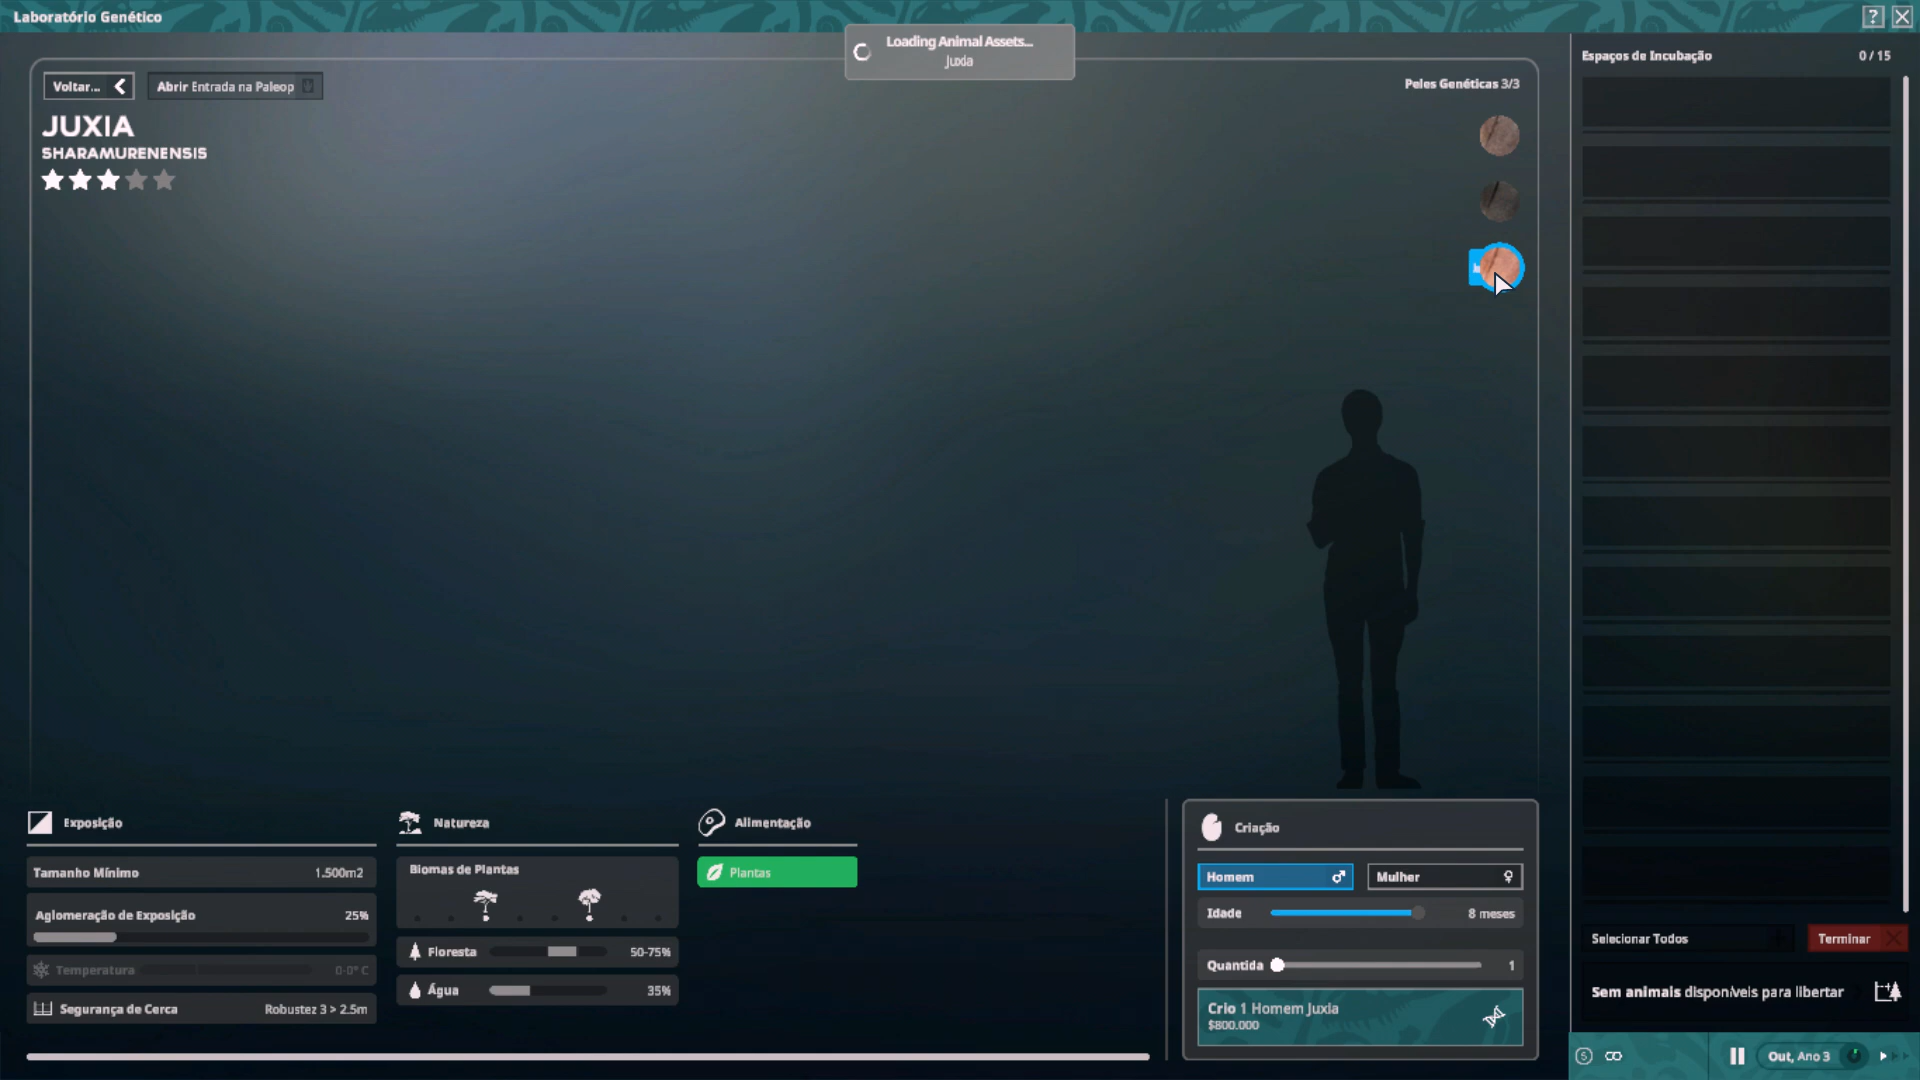 Laboratório Genético
?
Loading Animal Assets...
Juxia
Espaços de Incubação 0 / 15
Voltar... Abrir Entrada na Paleop
Peles Genéticas 3/3
JUXIA
SHARAMURENENSIS
Exposição
Tamanho Mínimo 1.500m2
Aglomeração de Exposição 25%
Temperatura 0-0° C
Segurança de Cerca Robustez 3 > 2.5m
Natureza
Biomas de Plantas
Floresta 50-75%
Água 35%
Alimentação
Plantas
Criação
Homem Mulher
Idade 8 meses
Quantida 1
Crio 1 Homem Juxia
$800.000
Selecionar Todos Terminar
Sem animais disponíveis para libertar
Out, Ano 3